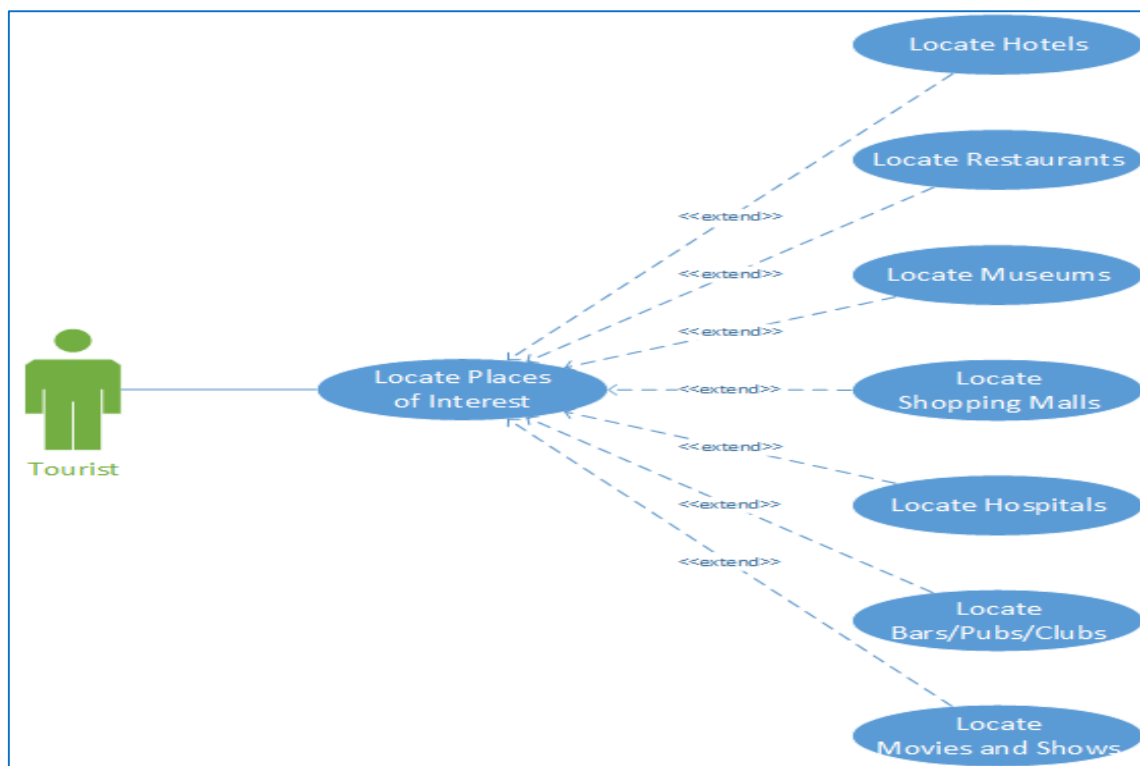 Locate Hotels
Locate Restaurants
<<extend>>
<<extend>>
Locate Museums
<<extend>>
Locate Places
of Interest
<<extend>>
Locate
Shopping Malls
Tourist
<<extend>>
Locate Hospitals
<<extend>>
<<extend>>
Locate
Bars/Pubs/Clubs
Locate
Movies and Shows